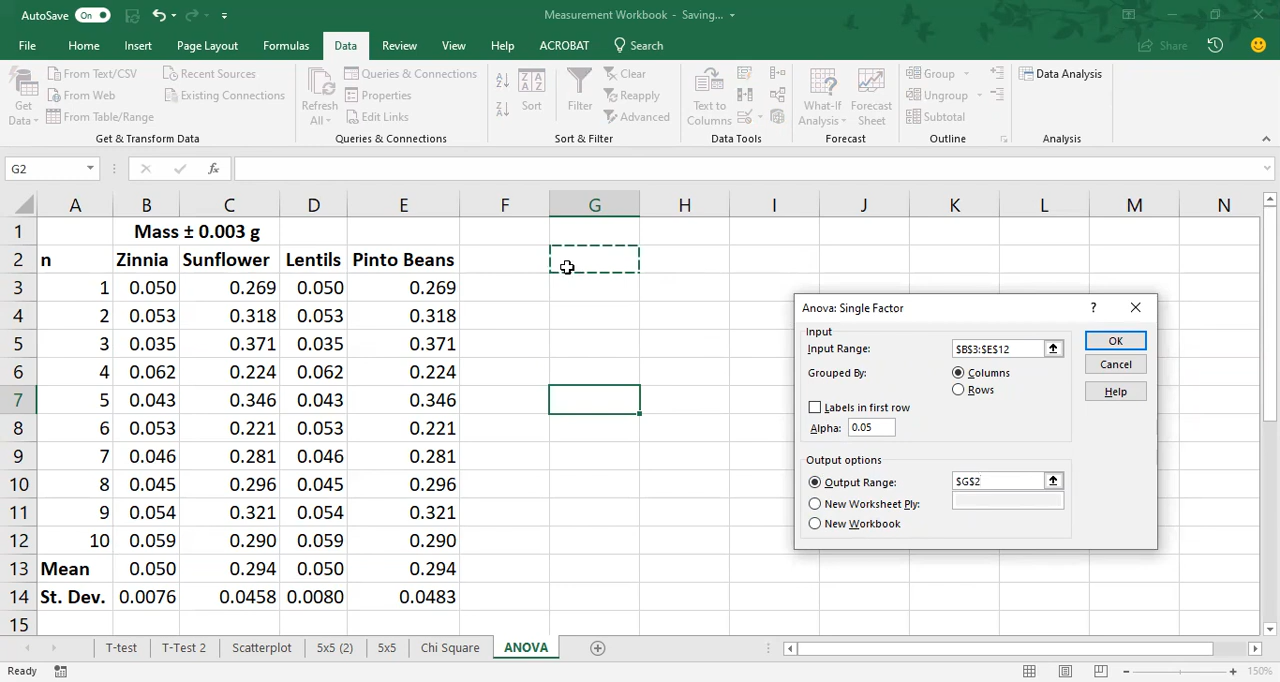 AutoSave On Measurement Workbook - Saving...
File Home Insert Page Layout Formulas Data Review View Help ACROBAT Search Share
From Text/CSV Recent Sources Queries & Connections Clear Group Data Analysis
From Web Existing Connections Properties Reapply Ungroup
From Table/Range Edit Links Advanced Subtotal
Get Data Refresh All Sort Filter Text to Columns What-If Analysis Forecast Sheet
Get & Transform Data Queries & Connections Sort & Filter Data Tools Forecast Outline Analysis
G2 fx
A B C D E F G H I J K L M N
1 Mass ± 0.003 g
2 n Zinnia Sunflower Lentils Pinto Beans
3 1 0.050 0.269 0.050 0.269
4 2 0.053 0.318 0.053 0.318
5 3 0.035 0.371 0.035 0.371
6 4 0.062 0.224 0.062 0.224
7 5 0.043 0.346 0.043 0.346
8 6 0.053 0.221 0.053 0.221
9 7 0.046 0.281 0.046 0.281
10 8 0.045 0.296 0.045 0.296
11 9 0.054 0.321 0.054 0.321
12 10 0.059 0.290 0.059 0.290
13 Mean 0.050 0.294 0.050 0.294
14 St. Dev. 0.0076 0.0458 0.0080 0.0483
15
Anova: Single Factor ?
Input
Input Range: $B$3:$E$12 OK
Grouped By: Columns Cancel
Rows Help
Labels in first row
Alpha: 0.05
Output options
Output Range: $G$2
New Worksheet Ply:
New Workbook
T-test T-Test 2 Scatterplot 5x5 (2) 5x5 Chi Square ANOVA
Ready 150%